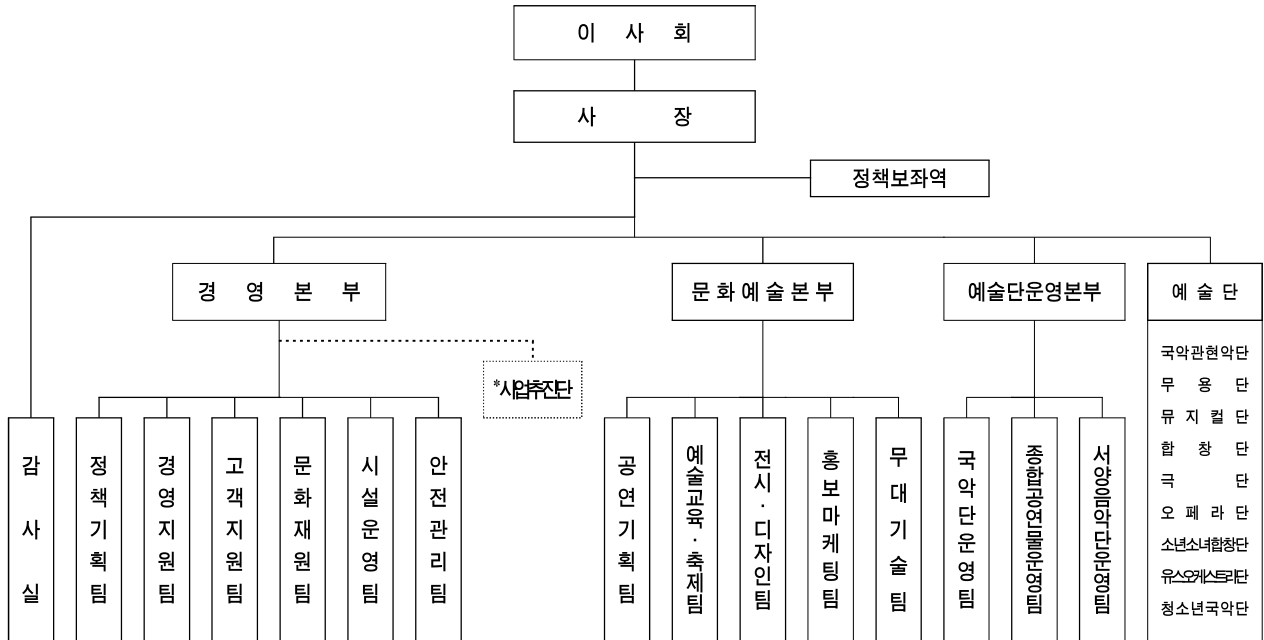 이 사 회
사 장
정책보좌역
경 영 본 부
문 화 예 술 본 부
예술단운영본부
예 술 단
*사업추진단
감 사 실
정책기획팀
경영지원팀
고객지원팀
문화재원팀
시설운영팀
안전관리팀
공연기획팀
예술교육·축제팀
전시·디자인팀
홍보마케팅팀
무대기술팀
국악단운영팀
종합공연물운영팀
서양음악단운영팀
국악관현악단
무 용 단
뮤 지 컬 단
합 창 단
극 단
오 페 라 단
소년소녀합창단
유스오케스트라단
청소년국악단